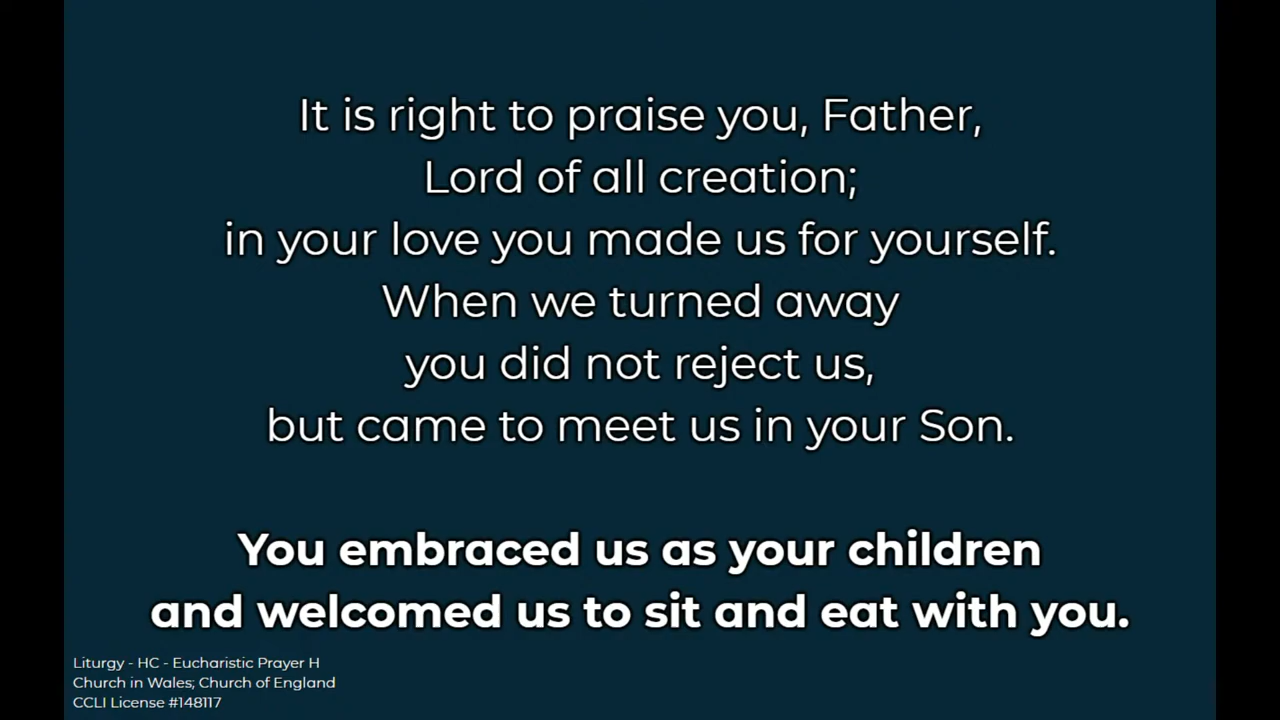 It is right to praise you, Father,
Lord of all creation;
in your love you made us for yourself.
When we turned away
you did not reject us,
but came to meet us in your Son.
You embraced us as your children
and welcomed us to sit and eat with you.
Liturgy - HC - Eucharistic Prayer H
Church in Wales; Church of England
CCLI License #148117